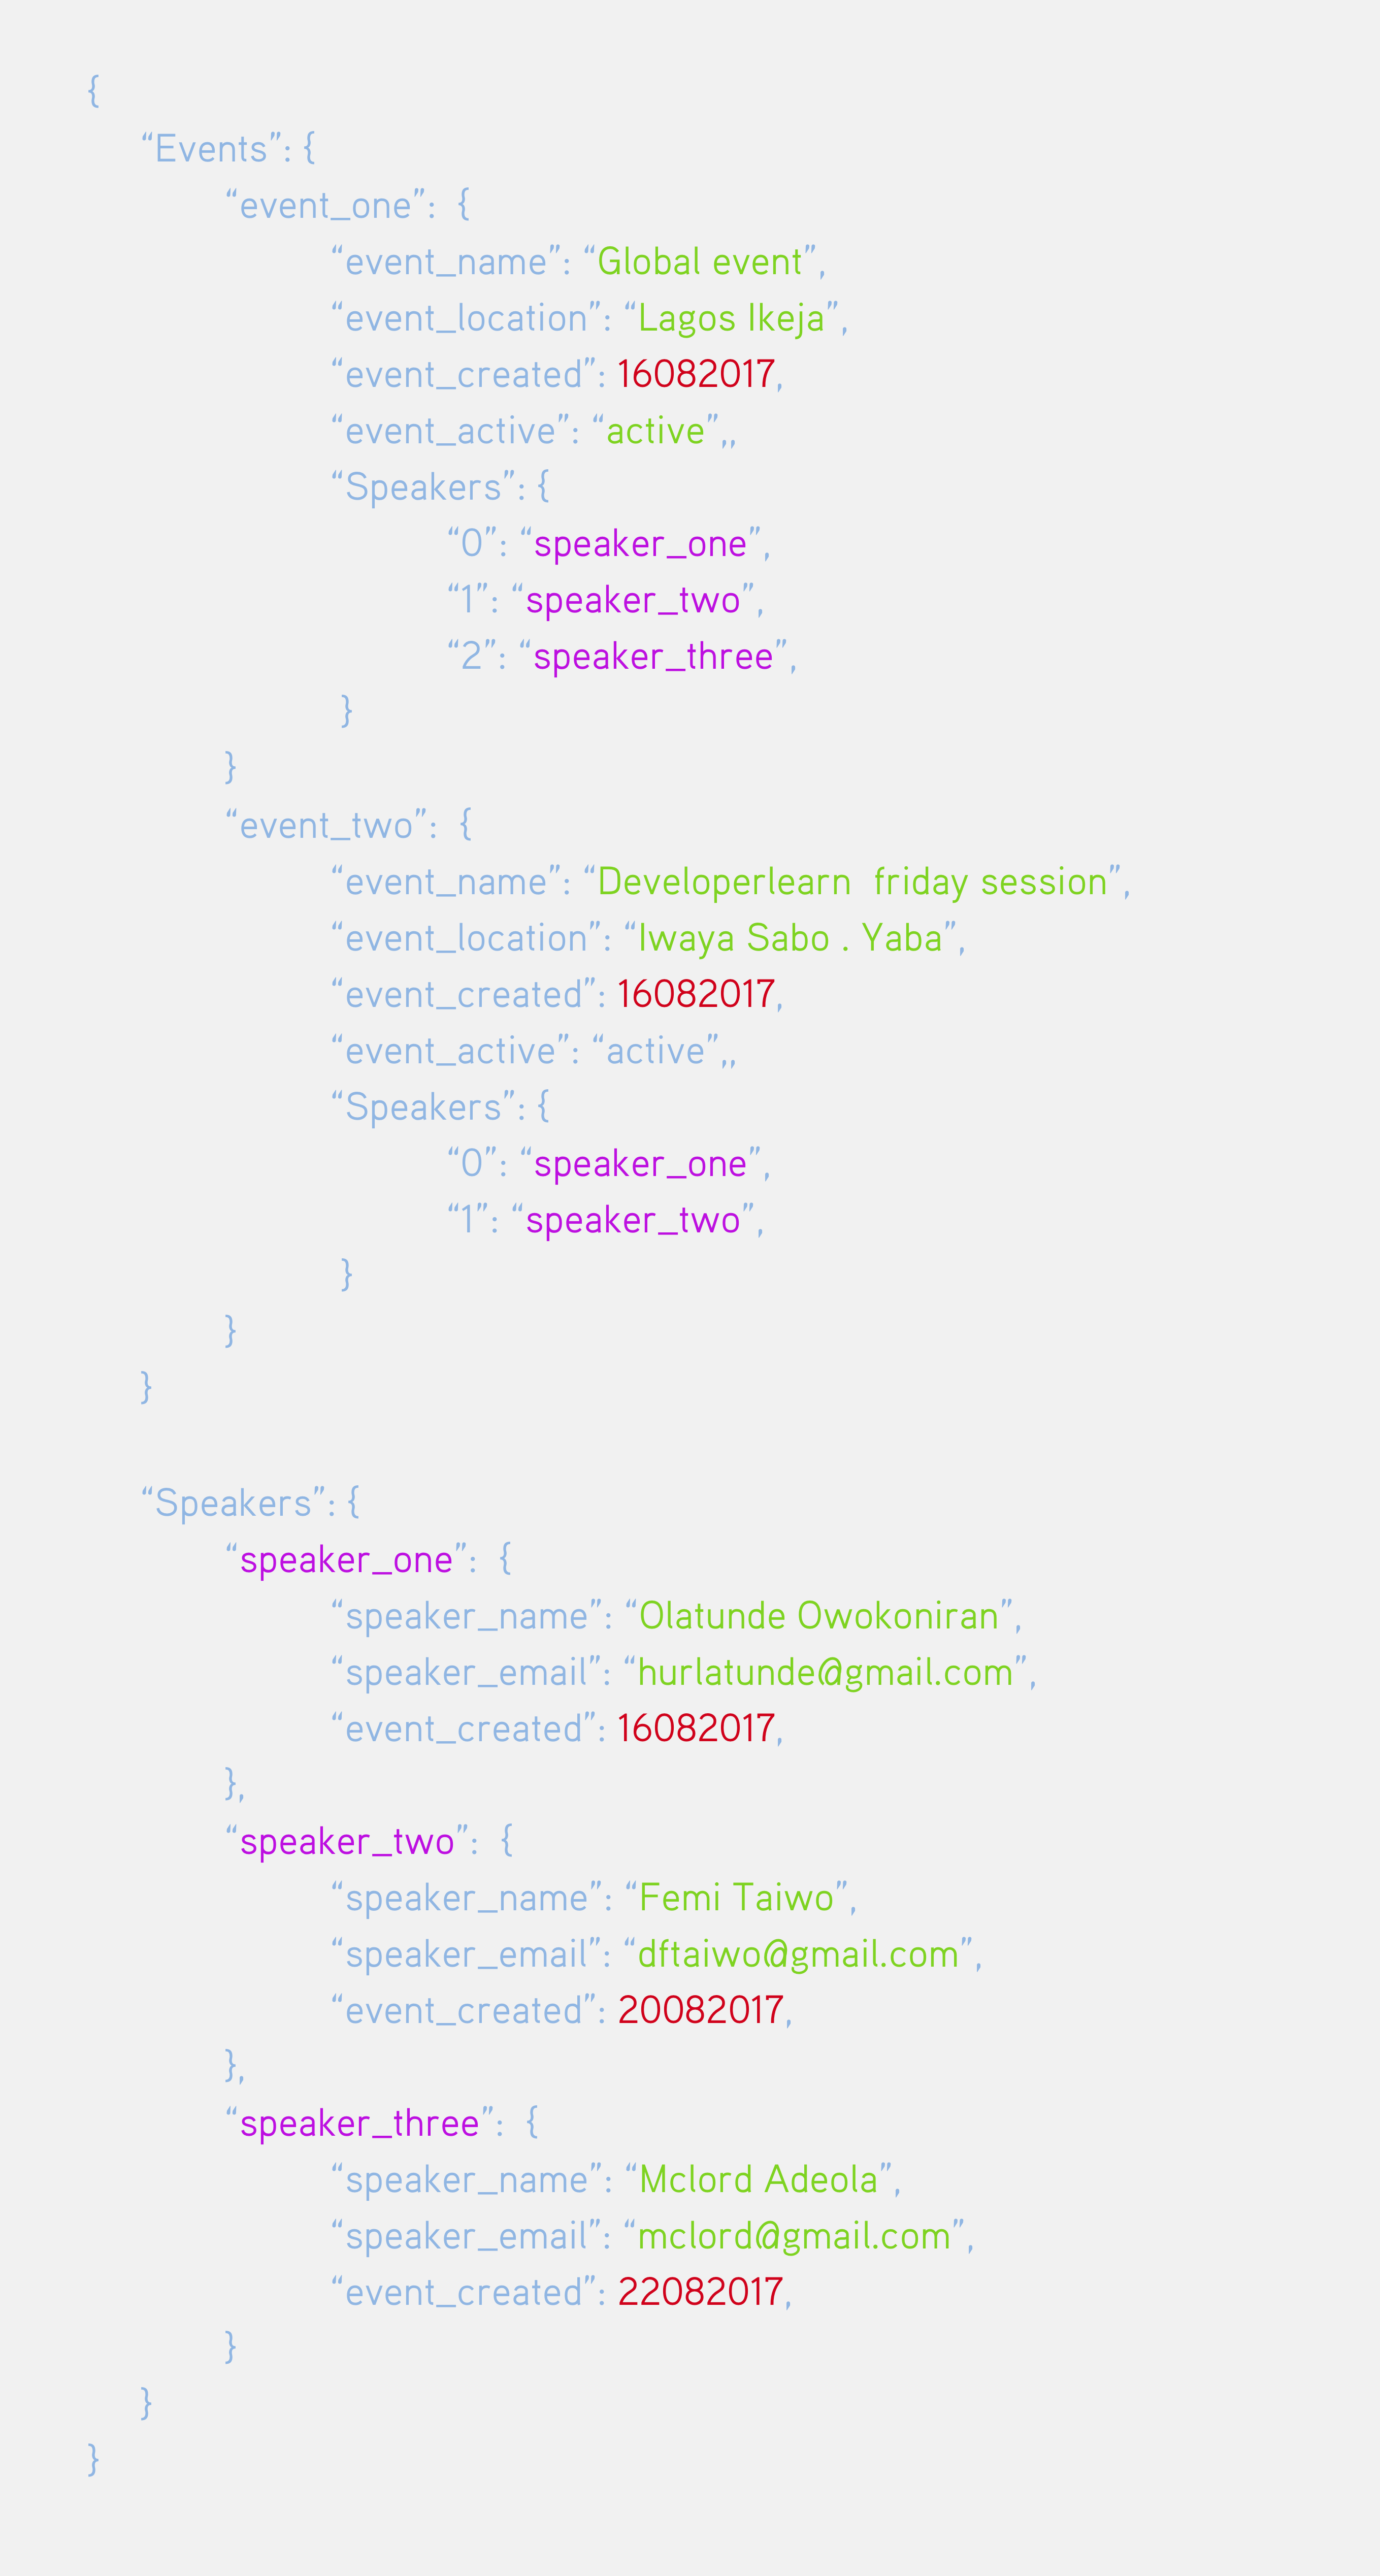 {
“Events”: {
“event_one”:  {
“event_name”: “Global event”,
“event_location”: “Lagos Ikeja”,
“event_created”: 16082017,
“event_active”: “active”,,
“Speakers”: {
“0”: “speaker_one”,
“1”: “speaker_two”,
“2”: “speaker_three”,
}
}
“event_two”:  {
“event_name”: “Developerlearn  friday session”,
“event_location”: “Iwaya Sabo . Yaba”,
“event_created”: 16082017,
“event_active”: “active”,,
“Speakers”: {
“0”: “speaker_one”,
“1”: “speaker_two”,
}
}
}
“Speakers”: {
“speaker_one”:  {
“speaker_name”: “Olatunde Owokoniran”,
“speaker_email”: “hurlatunde@gmail.com”,
“event_created”: 16082017,
},
“speaker_two”:  {
“speaker_name”: “Femi Taiwo”,
“speaker_email”: “dftaiwo@gmail.com”,
“event_created”: 20082017,
},
“speaker_three”:  {
“speaker_name”: “Mclord Adeola”,
“speaker_email”: “mclord@gmail.com”,
“event_created”: 22082017,
}
}
}